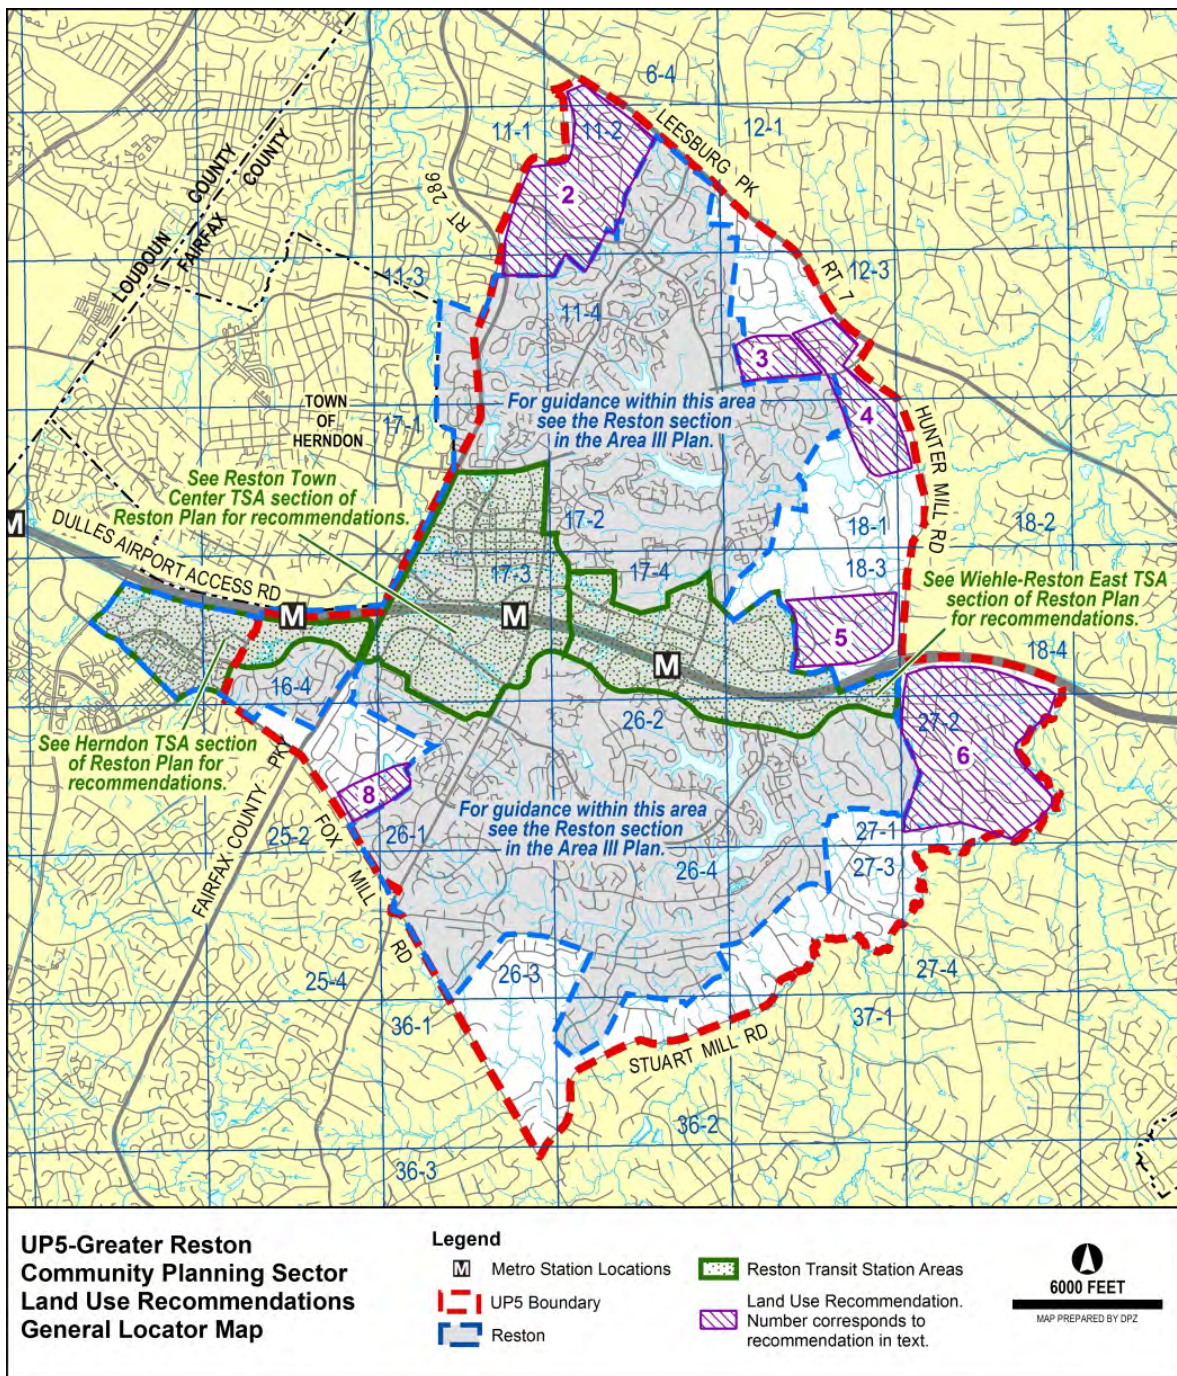 6-4
11-1
11-2
12-1
LEESBURG PK
LOUDOUN COUNTY
FAIRFAX COUNTY
RT 286
2
11-3
RT 7
12-3
11-4
3
TOWN
OF
HERNDON
17-1
For guidance within this area
see the Reston section
in the Area III Plan.
4
HUNTER MILL RD
See Reston Town
Center TSA section of
Reston Plan for recommendations.
M
DULLES AIRPORT ACCESS RD
17-2
18-1
18-2
17-3
17-4
18-3
See Wiehle-Reston East TSA
section of Reston Plan
for recommendations.
M
M
5
M
18-4
16-4
26-2
27-2
6
See Herndon TSA section
of Reston Plan for
recommendations.
8
FAIRFAX COUNTY PK
FOX MILL RD
25-2
26-1
For guidance within this area
see the Reston section
in the Area III Plan.
27-1
26-4
27-3
25-4
26-3
27-4
36-1
37-1
STUART MILL RD
36-2
36-3
UP5-Greater Reston
Community Planning Sector
Land Use Recommendations
General Locator Map
Legend
M Metro Station Locations
UP5 Boundary
Reston
Reston Transit Station Areas
Land Use Recommendation.
Number corresponds to
recommendation in text.
6000 FEET
MAP PREPARED BY DPZ